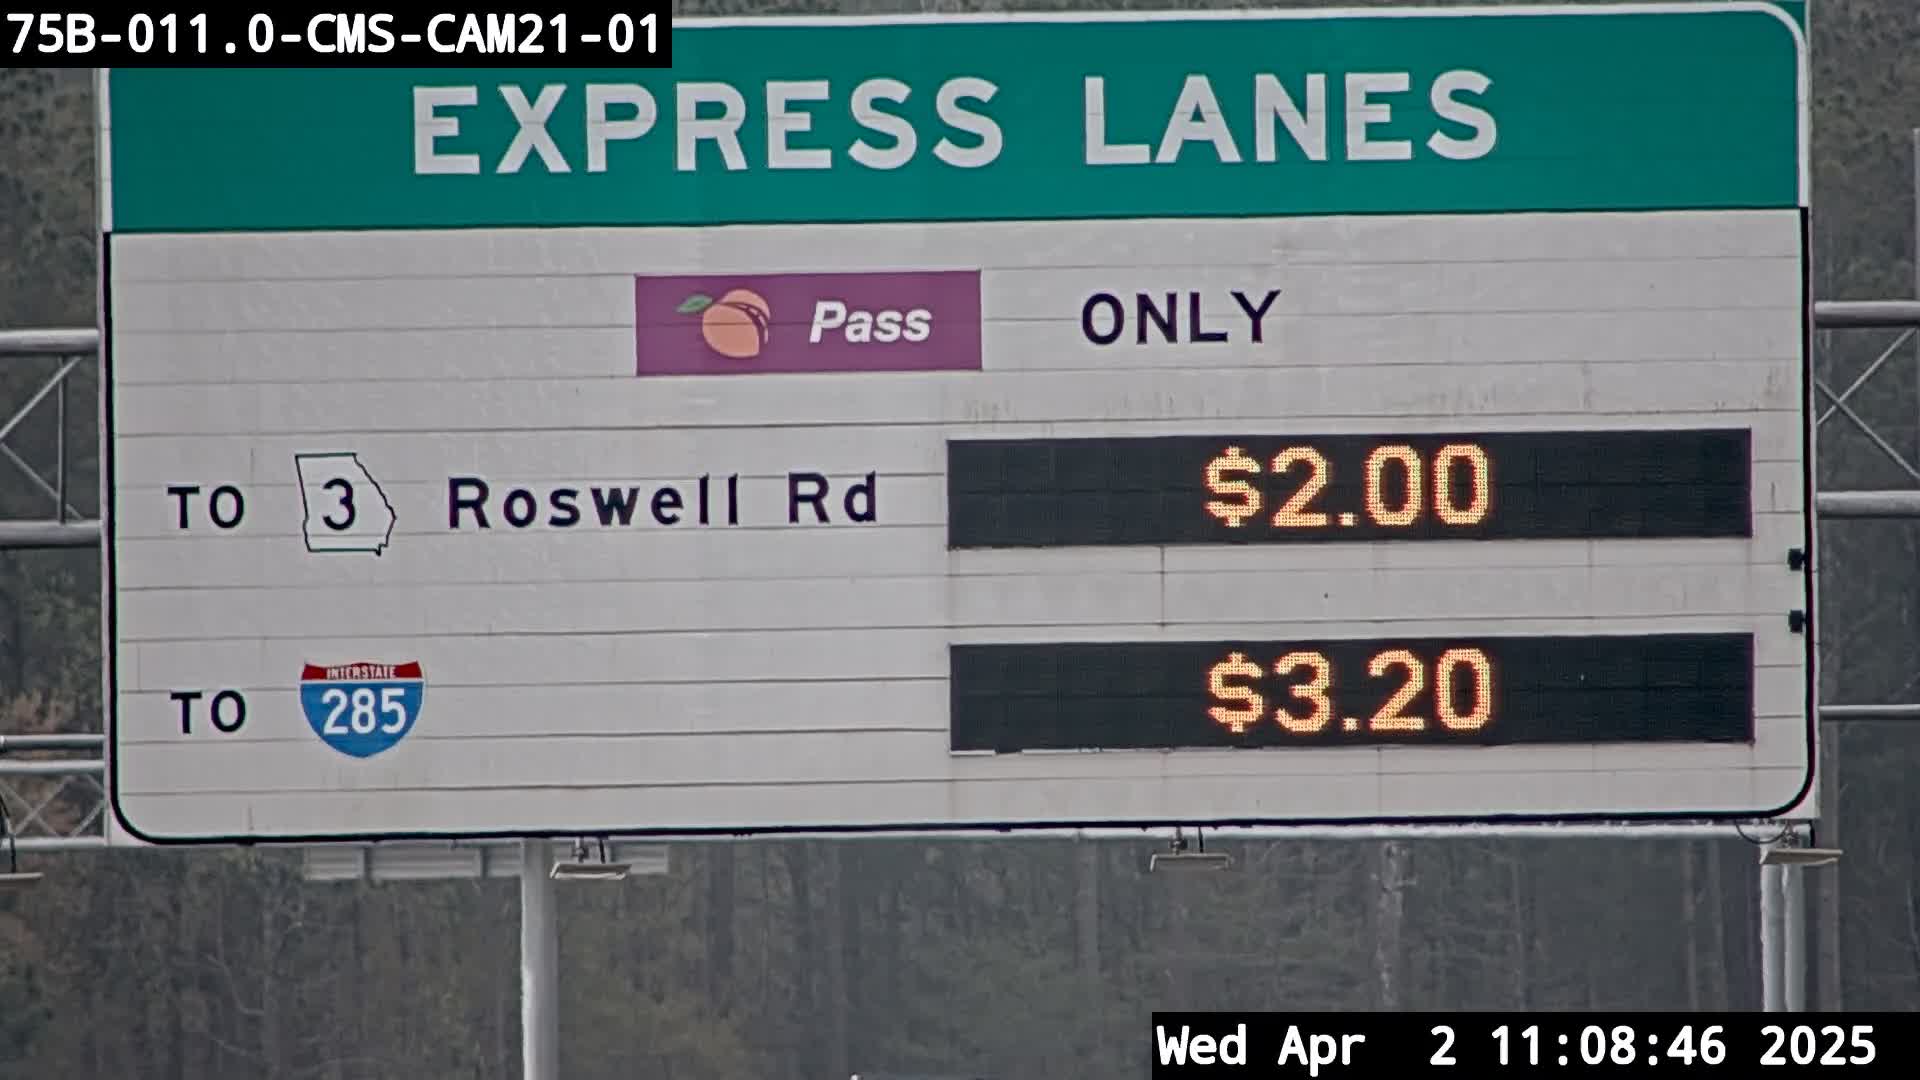 75B-011.0-CMS-CAM21-01
EXPRESS LANES
Pass ONLY
TO 3 Roswell Rd $2.00
INTERSTATE
TO 285 $3.20
Wed Apr 2 11:08:46 2025